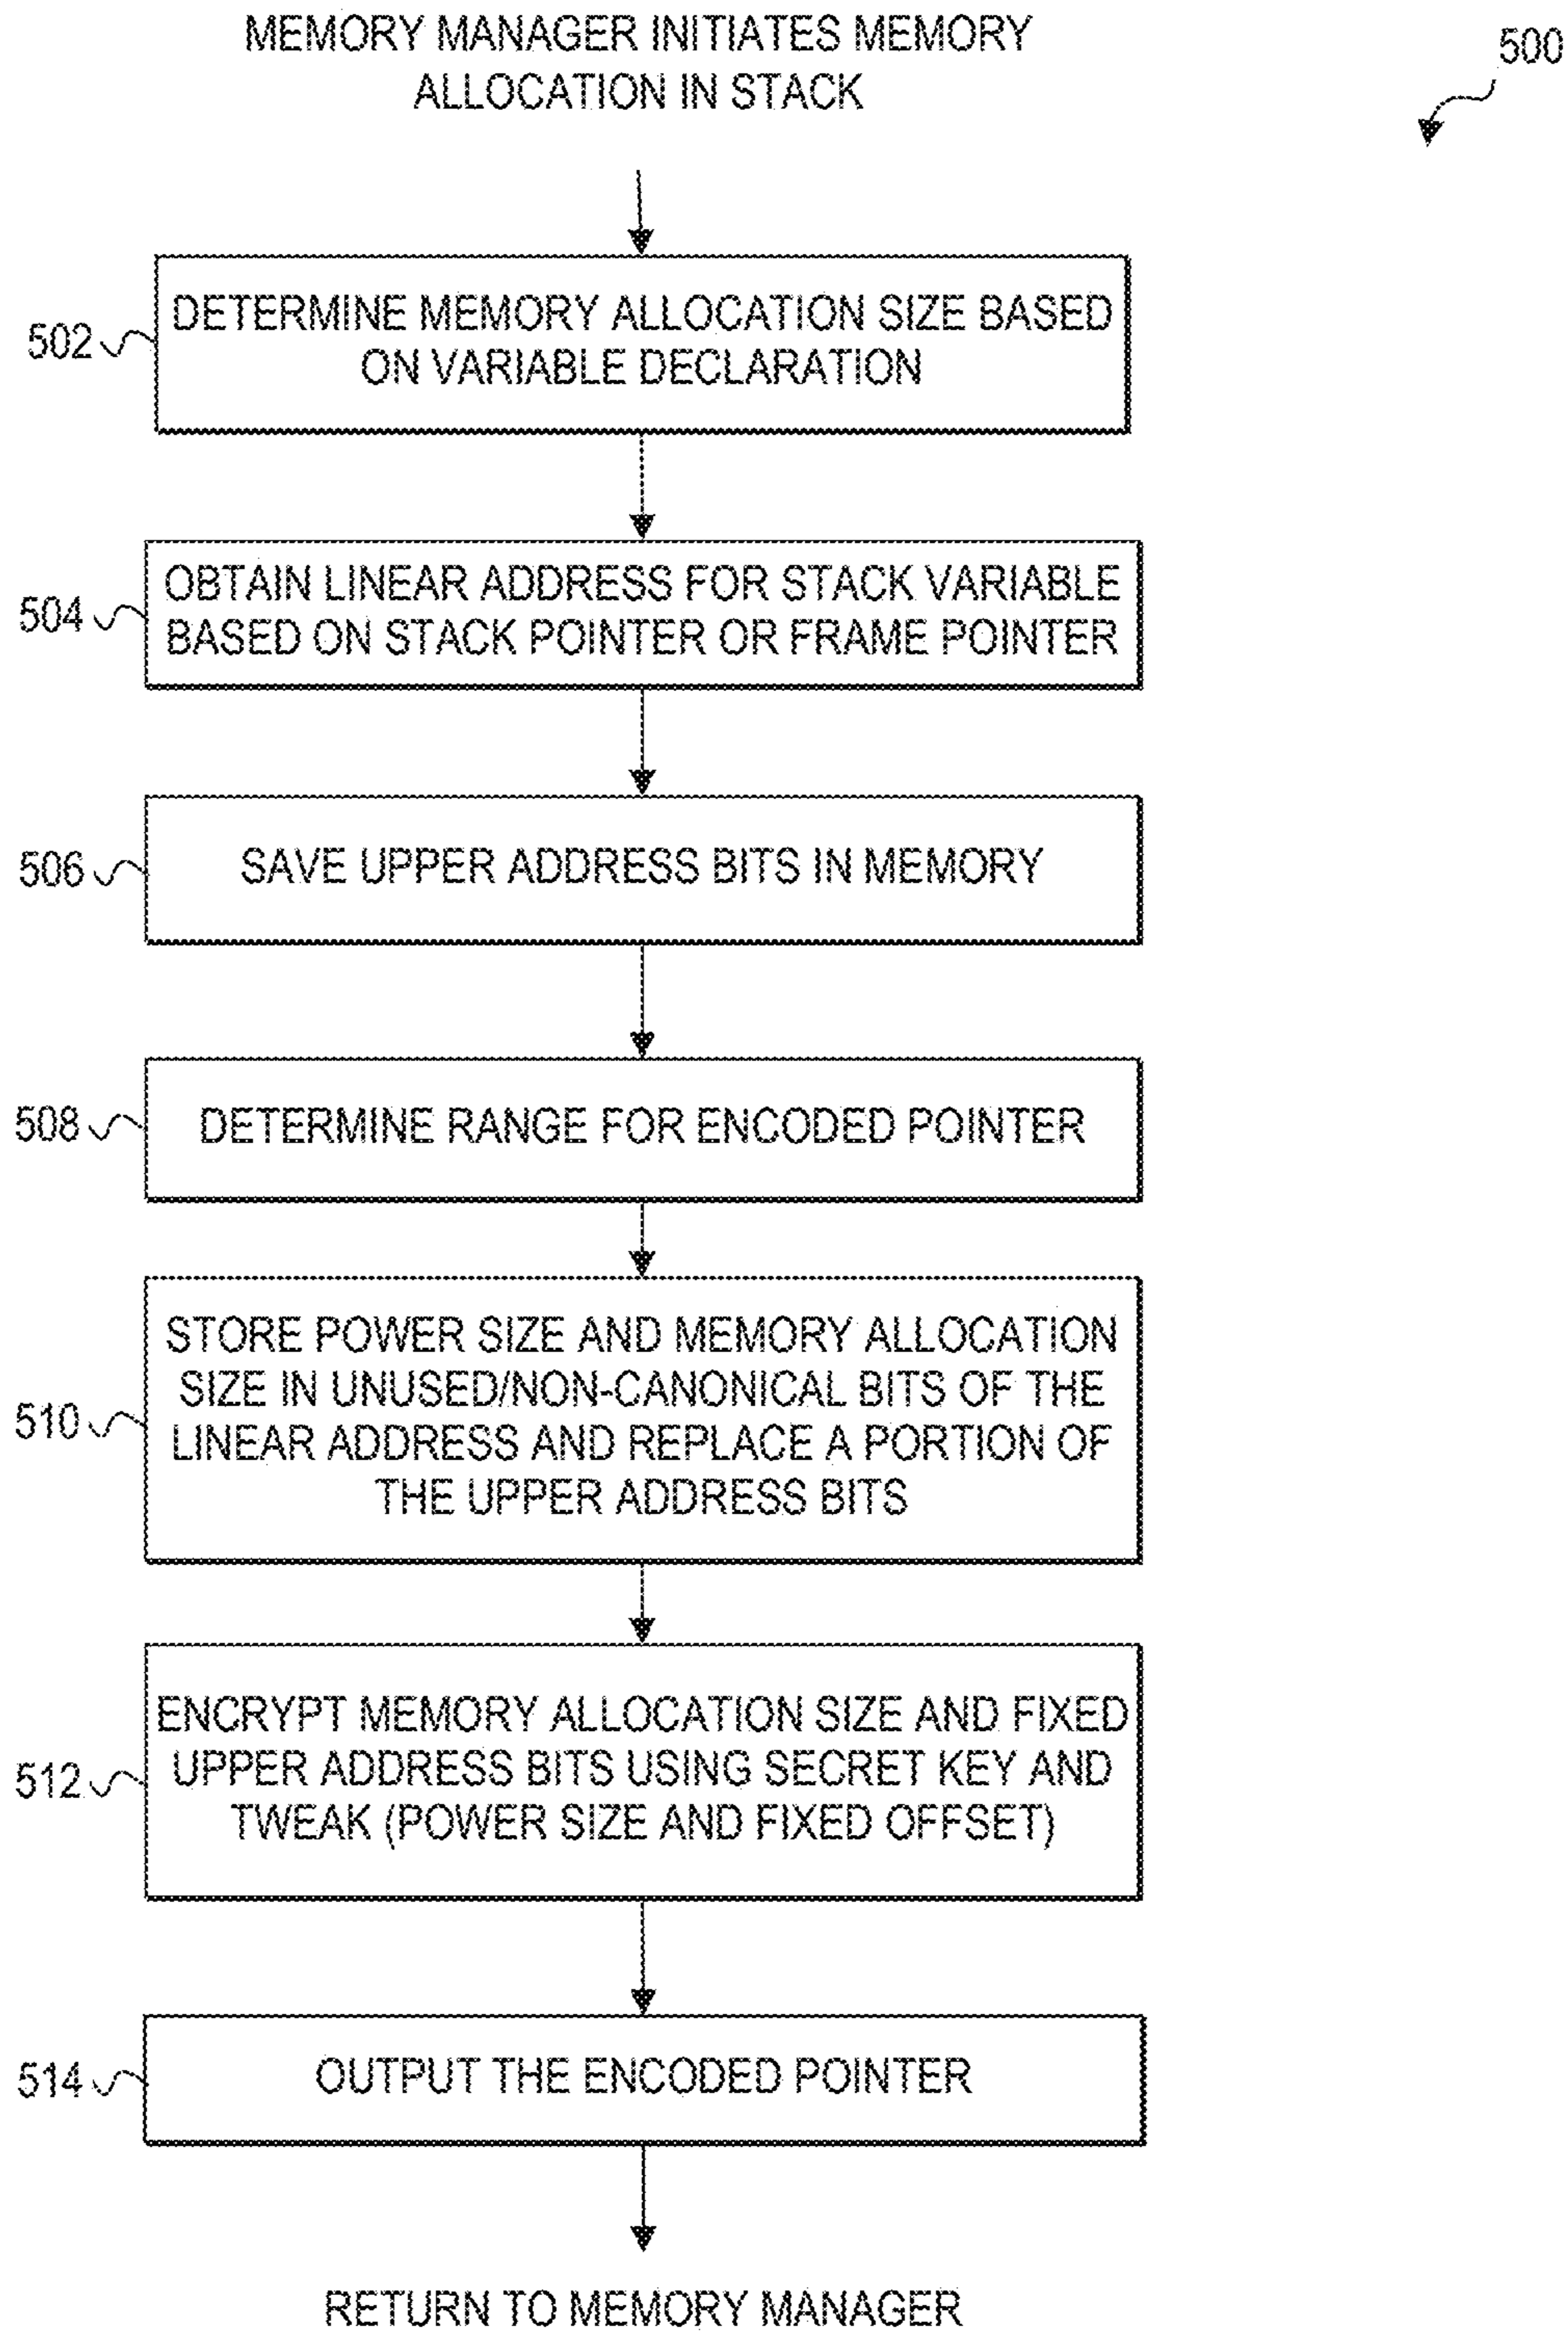 MEMORY MANAGER INITIATES MEMORY
ALLOCATION IN STACK
500
502
DETERMINE MEMORY ALLOCATION SIZE BASED
ON VARIABLE DECLARATION
504
OBTAIN LINEAR ADDRESS FOR STACK VARIABLE
BASED ON STACK POINTER OR FRAME POINTER
506
SAVE UPPER ADDRESS BITS IN MEMORY
508
DETERMINE RANGE FOR ENCODED POINTER
510
STORE POWER SIZE AND MEMORY ALLOCATION
SIZE IN UNUSED/NON-CANONICAL BITS OF THE
LINEAR ADDRESS AND REPLACE A PORTION OF
THE UPPER ADDRESS BITS
512
ENCRYPT MEMORY ALLOCATION SIZE AND FIXED
UPPER ADDRESS BITS USING SECRET KEY AND
TWEAK (POWER SIZE AND FIXED OFFSET)
514
OUTPUT THE ENCODED POINTER
RETURN TO MEMORY MANAGER